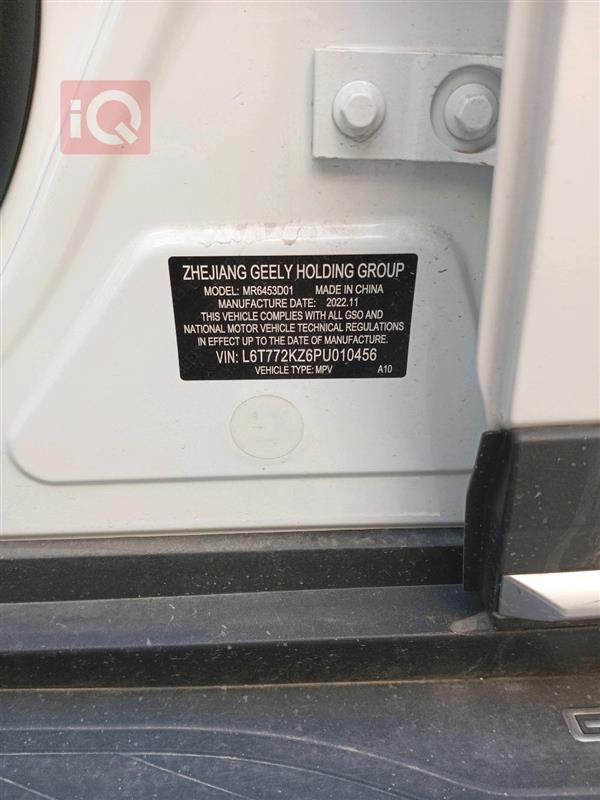 iQ
ZHEJIANG GEELY HOLDING GROUP
MODEL: MR6453D01 MADE IN CHINA
MANUFACTURE DATE: 2022.11
THIS VEHICLE COMPLIES WITH ALL GSO AND
NATIONAL MOTOR VEHICLE TECHNICAL REGULATIONS
IN EFFECT UP THE DATE OF MANUFACTURE.
VIN: L6T772KZ6PU010456
VEHICLE TYPE: MPV A10